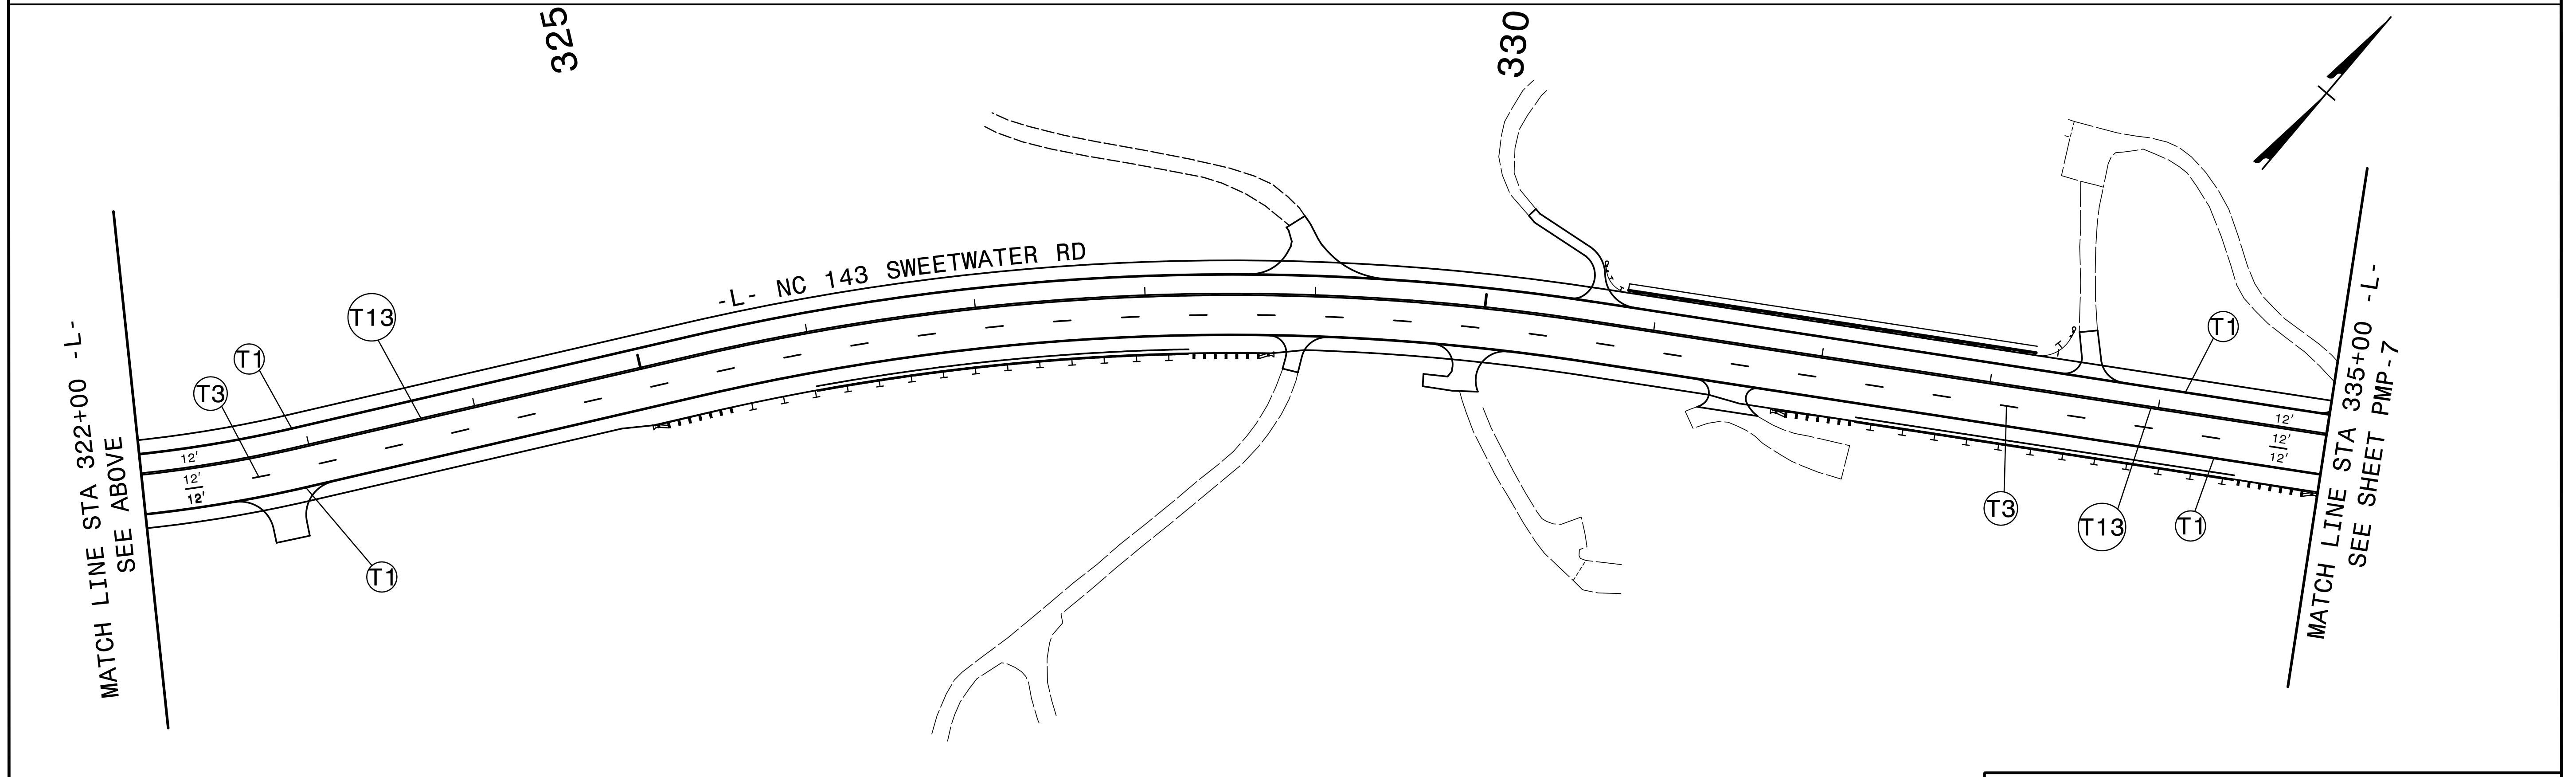 325
330
MATCH LINE STA 322+00 -L-
SEE ABOVE
-L- NC 143 SWEETWATER RD
T13
T1
T3
12'
12'
12'
T1
T1
12'
12'
12'
T3
T13
T1
MATCH LINE STA 335+00 -L-
SEE SHEET PMP-7